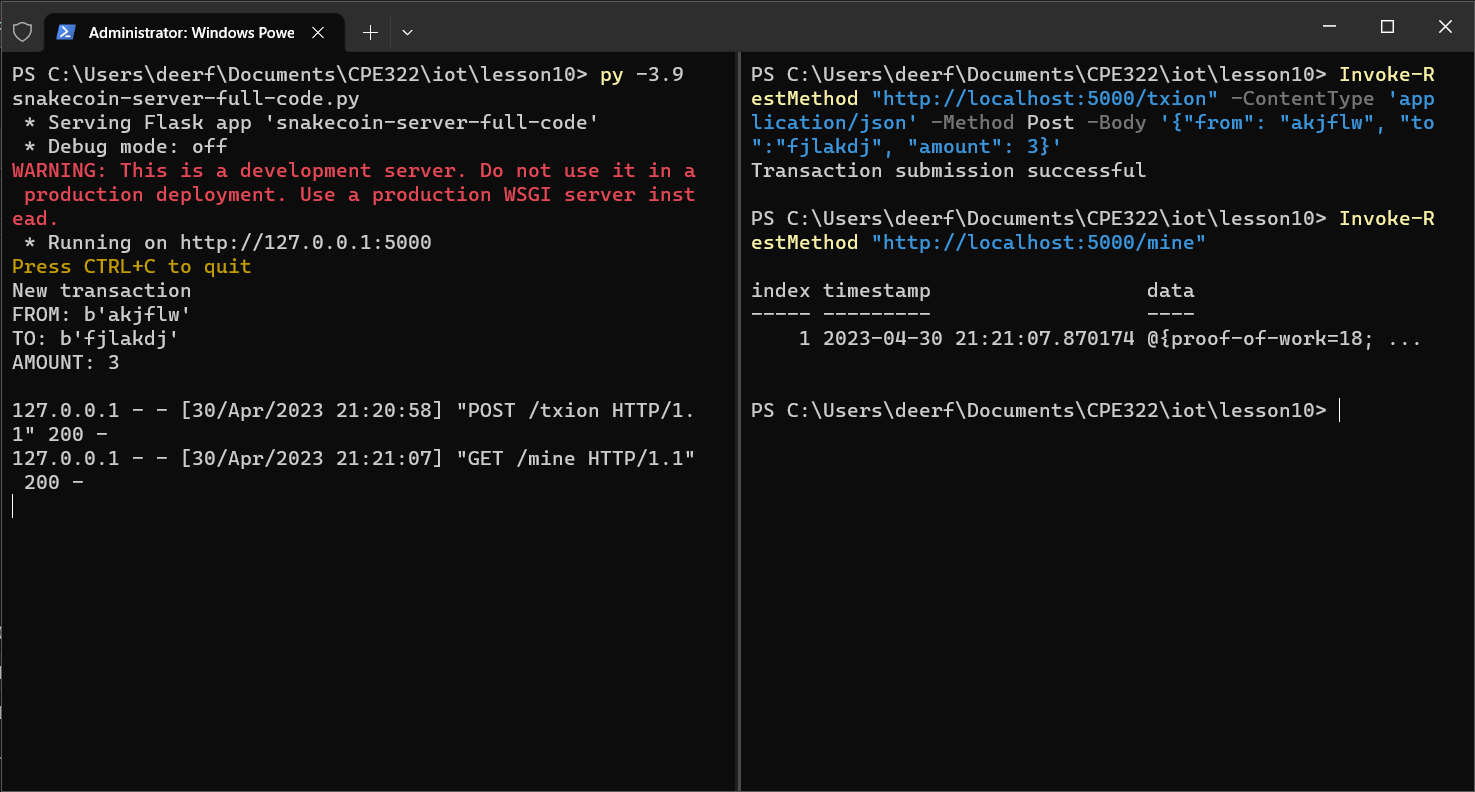 Administrator: Windows Powe
PS C:\Users\deerf\Documents\CPE322\iot\lesson10> py -3.9
snakecoin-server-full-code.py
 * Serving Flask app 'snakecoin-server-full-code'
 * Debug mode: off
WARNING: This is a development server. Do not use it in a
 production deployment. Use a production WSGI server inst
ead.
 * Running on http://127.0.0.1:5000
Press CTRL+C to quit
New transaction
FROM: b'akjflw'
TO: b'fjlakdj'
AMOUNT: 3
127.0.0.1 - - [30/Apr/2023 21:20:58] "POST /txion HTTP/1.
1" 200 -
127.0.0.1 - - [30/Apr/2023 21:21:07] "GET /mine HTTP/1.1"
 200 -
PS C:\Users\deerf\Documents\CPE322\iot\lesson10> Invoke-R
estMethod "http://localhost:5000/txion" -ContentType 'app
lication/json' -Method Post -Body '{"from": "akjflw", "to
":"fjlakdj", "amount": 3}'
Transaction submission successful
PS C:\Users\deerf\Documents\CPE322\iot\lesson10> Invoke-R
estMethod "http://localhost:5000/mine"
index timestamp                  data
----- ---------                  ----
    1 2023-04-30 21:21:07.870174 @{proof-of-work=18; ...
PS C:\Users\deerf\Documents\CPE322\iot\lesson10>